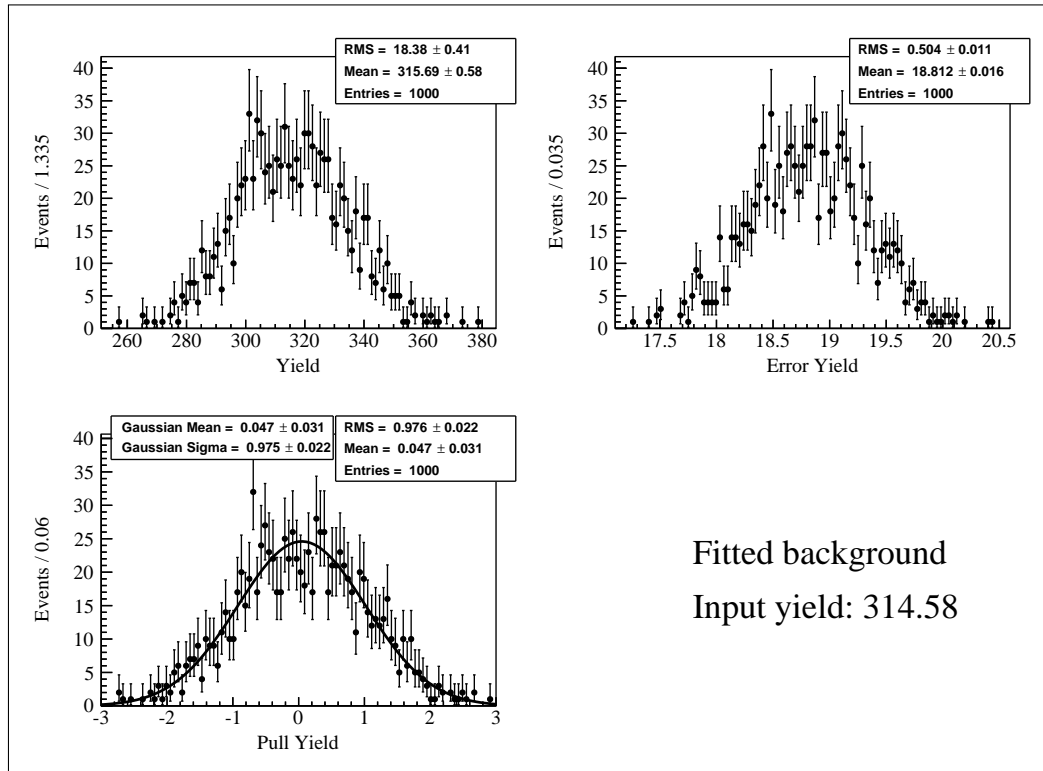 RMS = 18.38 ± 0.41
Mean = 315.69 ± 0.58
Entries = 1000
Events / 1.335
40
35
30
25
20
15
10
5
0
260 280 300 320 340 360 380
Yield
RMS = 0.504 ± 0.011
Mean = 18.812 ± 0.016
Entries = 1000
Events / 0.035
40
35
30
25
20
15
10
5
0
17.5 18 18.5 19 19.5 20 20.5
Error Yield
Gaussian Mean = 0.047 ± 0.031
Gaussian Sigma = 0.975 ± 0.022
RMS = 0.976 ± 0.022
Mean = 0.047 ± 0.031
Entries = 1000
Events / 0.06
40
35
30
25
20
15
10
5
0
-3 -2 -1 0 1 2 3
Pull Yield
Fitted background
Input yield: 314.58